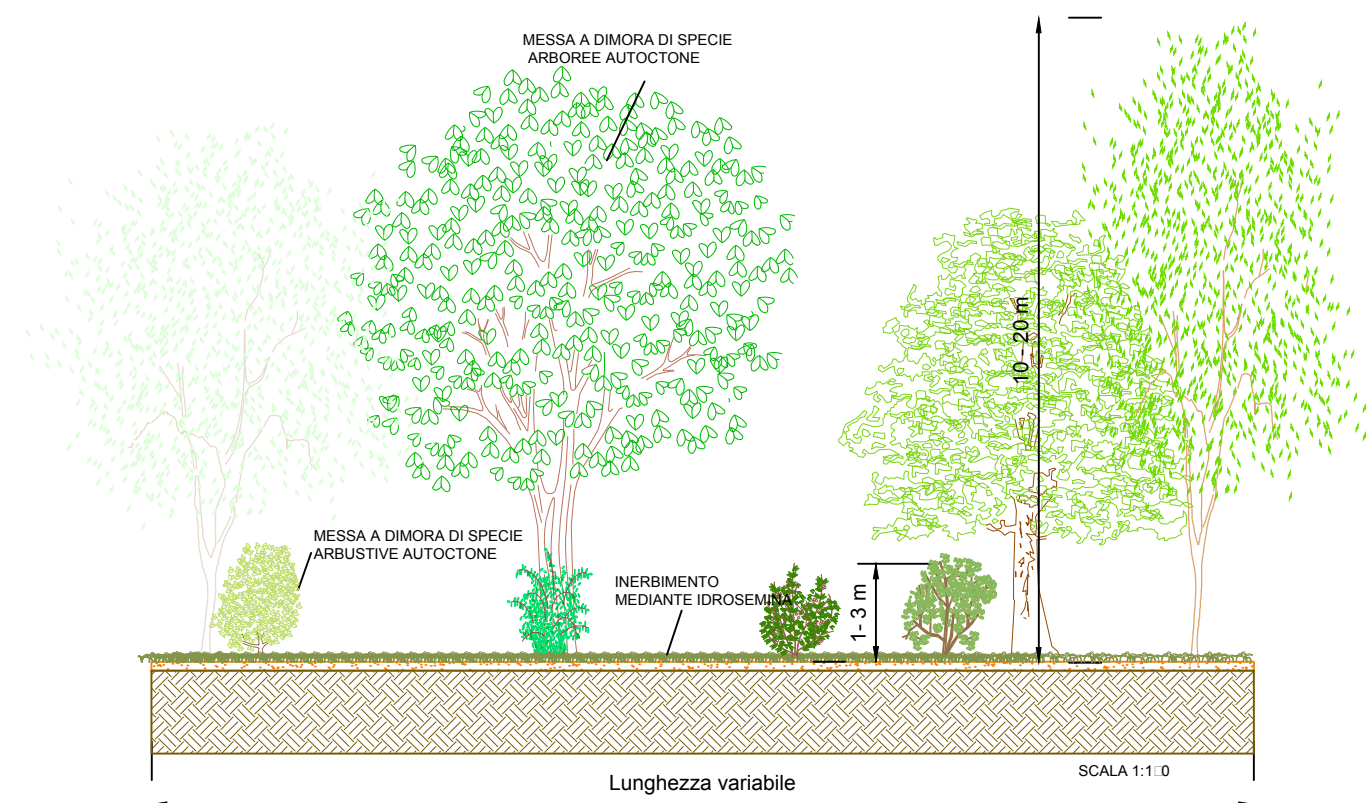 MESSA A DIMORA DI SPECIE
ARBOREE AUTOCTONE
10 - 20 m
MESSA A DIMORA DI SPECIE
ARBUSTIVE AUTOCTONE
INERBIMENTO
MEDIANTE IDROSEMINA
1- 3 m
SCALA
Lunghezza variabile